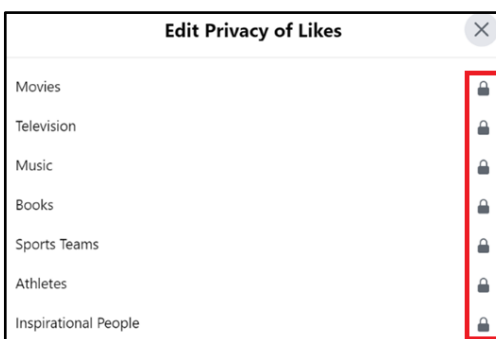 Edit Privacy of Likes
Movies
Television
Music
Books
Sports Teams
Athletes
Inspirational People